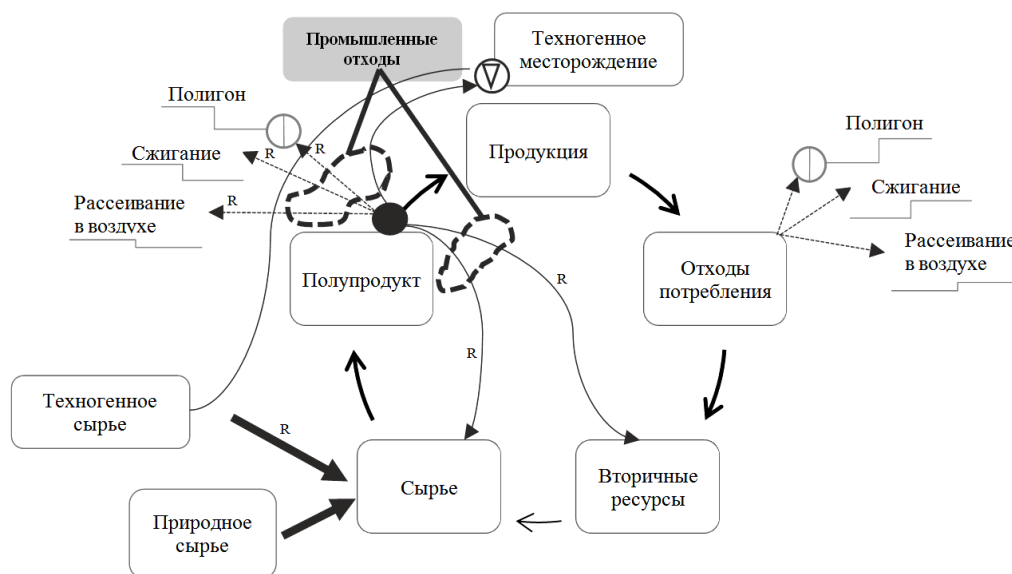 Промышленные
отходы
Техногенное
месторождение
Полигон
R
Сжигание
R
Рассеивание
в воздухе
R
Продукция
Полигон
Сжигание
Рассеивание
в воздухе
Полупродукт
Отходы
потребления
R
R
Техногенное
сырье
R
Сырье
Вторичные
ресурсы
Природное
сырье